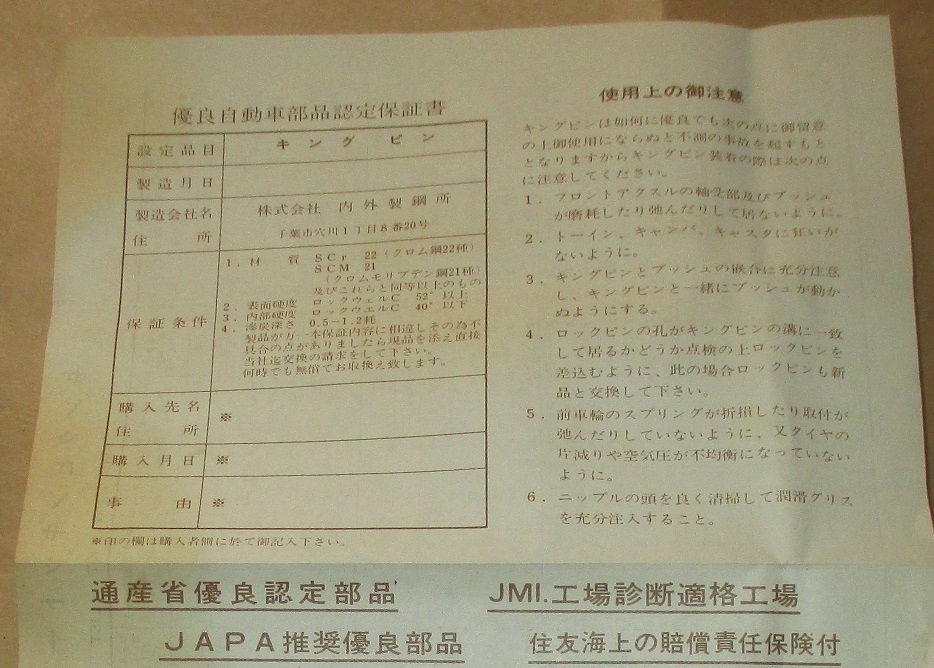 優良自動車部品認定保証書
設定品目 キングピン
製造月日
製造会社名 株式会社 内外製鋼所
住所 千葉市穴川1丁目8番20号
保証条件
1. 材質 SCr 22 (クロム鋼22種)
SCM 21
(クロムモリブデン鋼21種)
及びこれらと同等以上のもの
2. 表面硬度 ロックウェルC 52°以上
3. 内部硬度 ロックウェルC 40°以下
4. 滲炭深さ 0.5-1.2粍
製品が万一本保証内容に相違しその為不
具合の点がありましたら現品を添え直接
当社迄交換の請求をして下さい。
何時でも無償でお取換え致します。
購入先名 ※
住所
購入月日 ※
事由 ※
※印の欄は購入者側に於て御記入下さい。
使用上の御注意
キングピンは如何に優良でも次の点に御留意
の上御使用にならぬと不測の事故を起すもと
となりますからキングピン装着の際は次の点
に注意してください。
1. フロントアクスルの軸受部及びブッシュ
が磨耗したり弛んだりして居ないように。
2. トーイン、キャンバ、キャスタに狂いが
ないように。
3. キングピンとブッシュの嵌合に充分注意
し、キングピンと一緒にブッシュが動か
ぬようにする。
4. ロックピンの孔がキングピンの溝に一致
して居るかどうか点検の上ロックピンを
差込むように、此の場合ロックピンも新
品と交換して下さい。
5. 前車輪のスプリングが折損したり取付が
弛んだりしていないように、又タイヤの
片減りや空気圧が不均衡になっていない
ように。
6. ニップルの頭を良く清掃して潤滑グリス
を充分注入すること。
通産省優良認定部品
JMI.工場診断適格工場
JAPA推奨優良部品
住友海上の賠償責任保険付